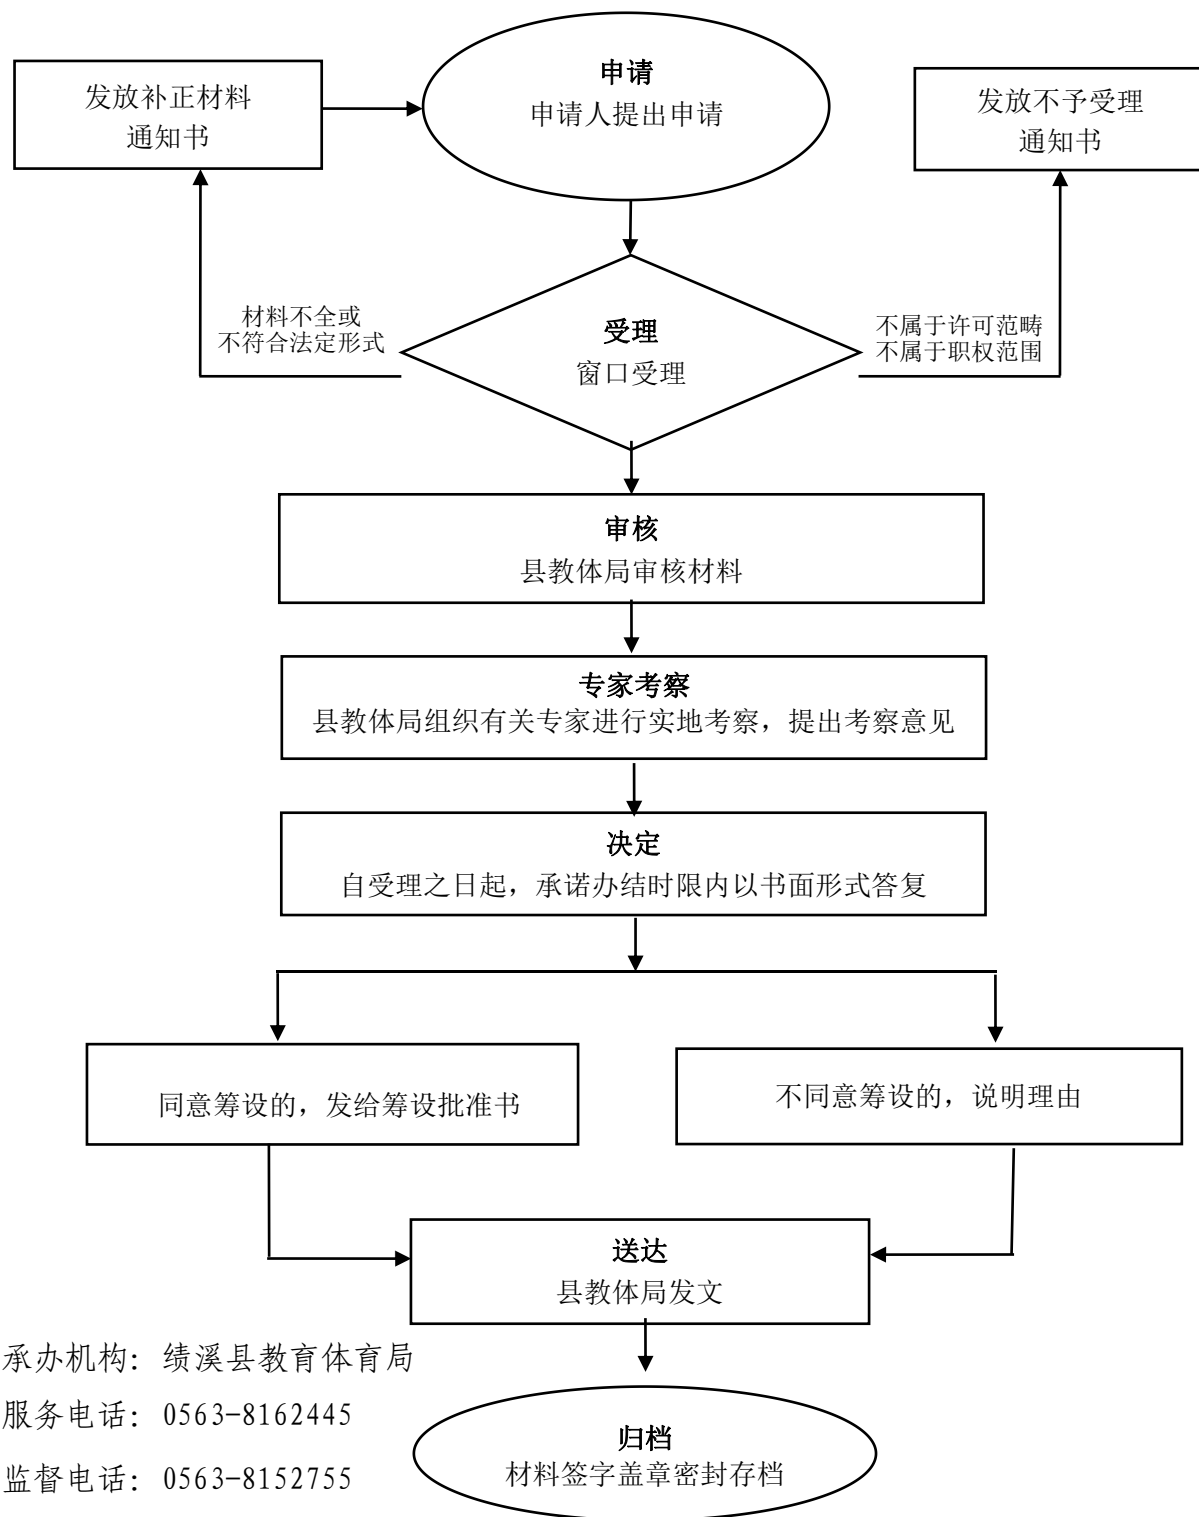 发放补正材料
通知书
申请
申请人提出申请
发放不予受理
通知书
材料不全或
不符合法定形式
受理
窗口受理
不属于许可范畴
不属于职权范围
审核
县教体局审核材料
专家考察
县教体局组织有关专家进行实地考察，提出考察意见
决定
自受理之日起，承诺办结时限内以书面形式答复
同意筹设的，发给筹设批准书
不同意筹设的，说明理由
送达
县教体局发文
承办机构：绩溪县教育体育局
服务电话：0563-8162445
监督电话：0563-8152755
归档
材料签字盖章密封存档